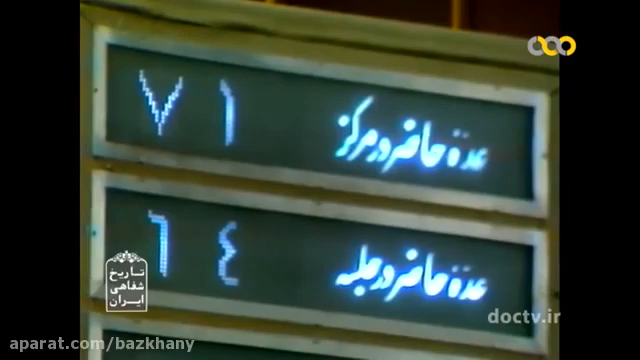 عدهٔ حاضر در مرکز ٧١
عدهٔ حاضر در جلسه ٦٤
تاریخ
شفاهی
ایران
doctv.ir
aparat.com/bazkhany